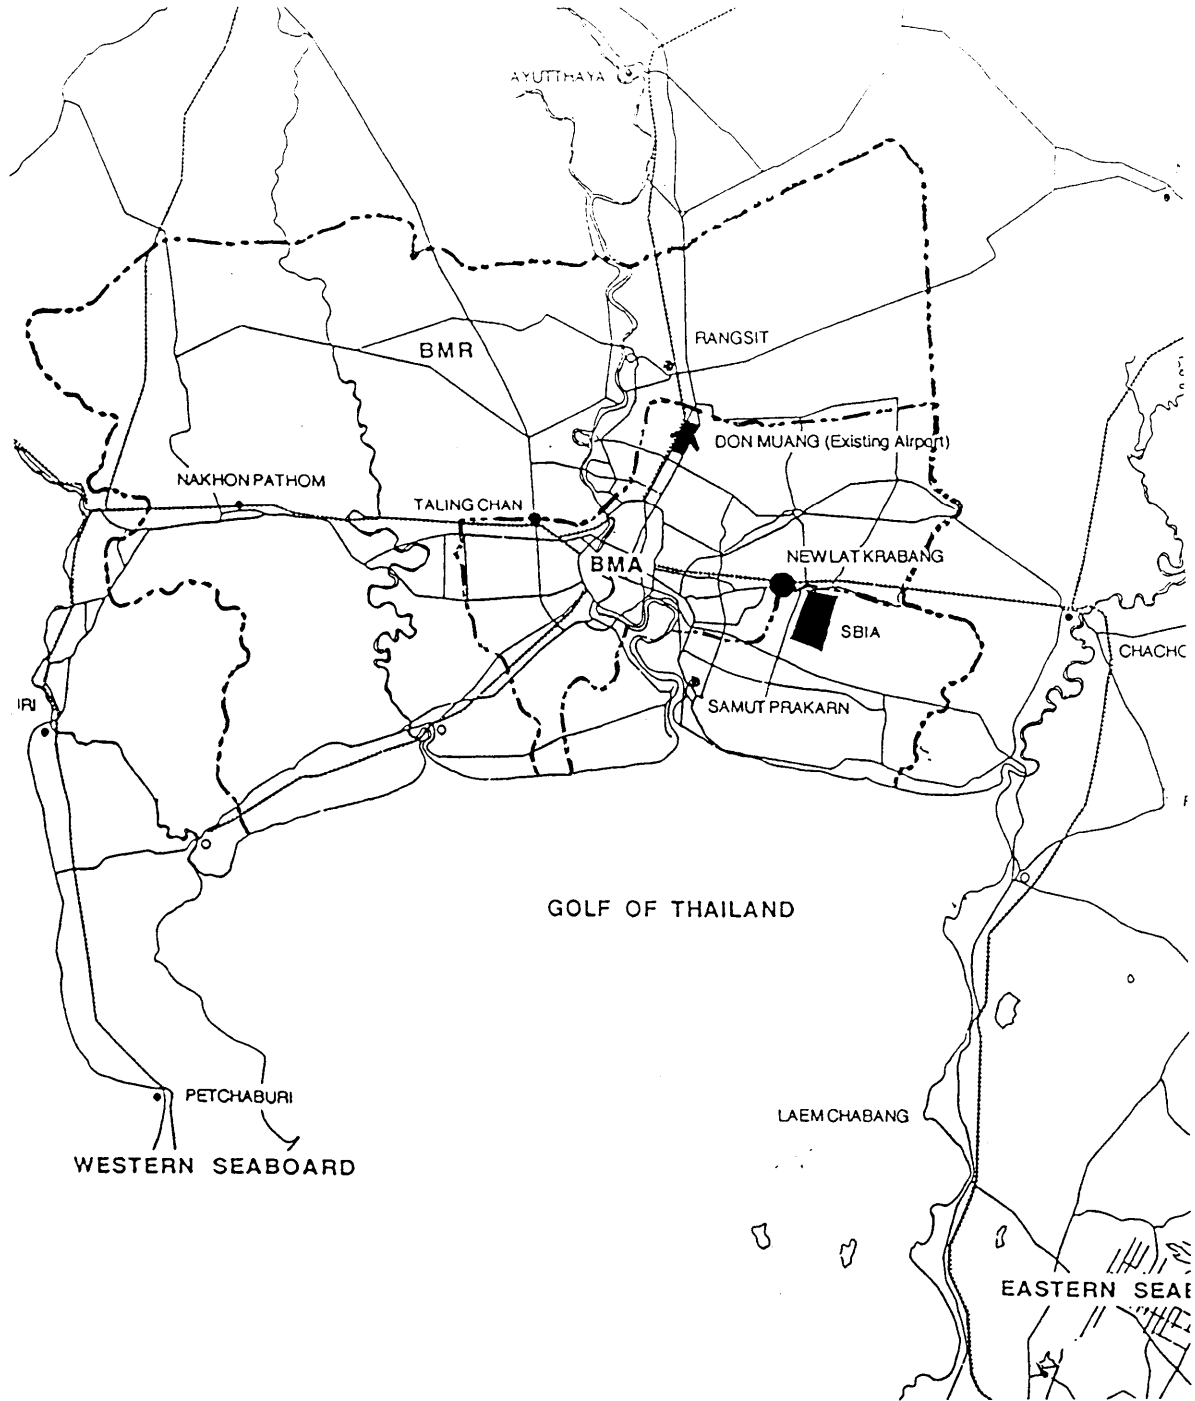 AYUTTHAYA
RANGSIT
BMR
DON MUANG (Existing Airport)
NAKHON PATHOM
TALING CHAN
NEW LAT KRABANG
BMA
SBIA
CHACHO
IRI
SAMUT PRAKARN
GOLF OF THAILAND
PETCHABURI
LAEM CHABANG
WESTERN SEABOARD
EASTERN SEAB